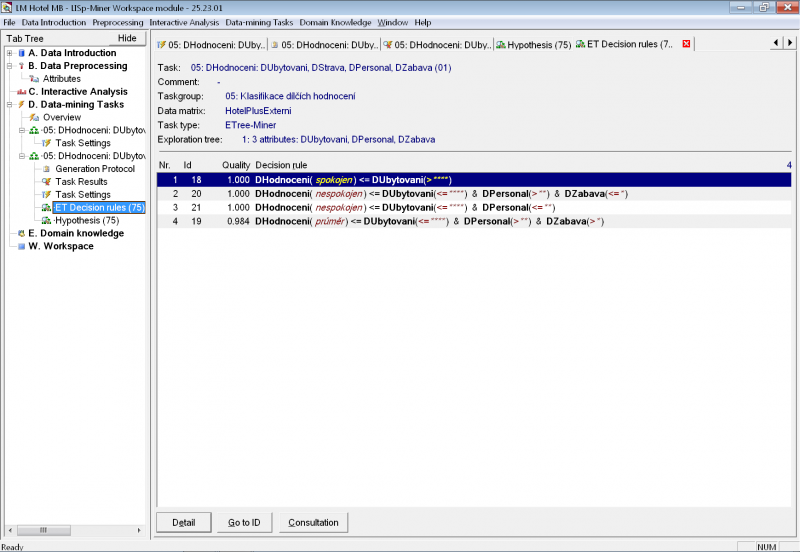 LM Hotel MB - LISp-Miner Workspace module - 25.23.01
File Data Introduction Preprocessing Interactive Analysis Data-mining Tasks Domain Knowledge Window Help
Tab Tree Hide
A. Data Introduction
B. Data Preprocessing
Attributes
C. Interactive Analysis
D. Data-mining Tasks
Overview
05: DHodnoceni: DUbytov
Task Settings
05: DHodnoceni: DUbytov
Generation Protocol
Task Results
Task Settings
ET Decision rules (75)
Hypothesis (75)
E. Domain knowledge
W. Workspace
05: DHodnoceni: DUby... 05: DHodnoceni: DUby... 05: DHodnoceni: DUby... Hypothesis (75) ET Decision rules (7...
Task: 05: DHodnoceni: DUbytovani, DStrava, DPersonal, DZabava (01)
Comment: -
Taskgroup: 05: Klasifikace dílčích hodnocení
Data matrix: HotelPlusExterni
Task type: ETree-Miner
Exploration tree: 1: 3 attributes: DUbytovani, DPersonal, DZabava
Nr. Id Quality Decision rule 4
1 18 1.000 DHodnoceni( spokojen) <= DUbytovani(> ****)
2 20 1.000 DHodnoceni( nespokojen) <= DUbytovani(<= ****) & DPersonal(> **) & DZabava(<= *)
3 21 1.000 DHodnoceni( nespokojen) <= DUbytovani(<= ****) & DPersonal(<= **)
4 19 0.984 DHodnoceni( průměr) <= DUbytovani(<= ****) & DPersonal(> **) & DZabava(> *)
Detail Go to ID Consultation
Ready NUM